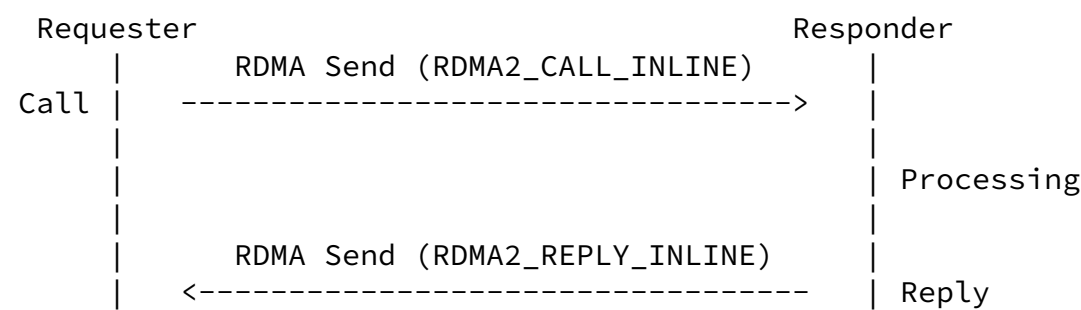 Requester Responder
RDMA Send (RDMA2_CALL_INLINE)
Call
Processing
RDMA Send (RDMA2_REPLY_INLINE)
Reply